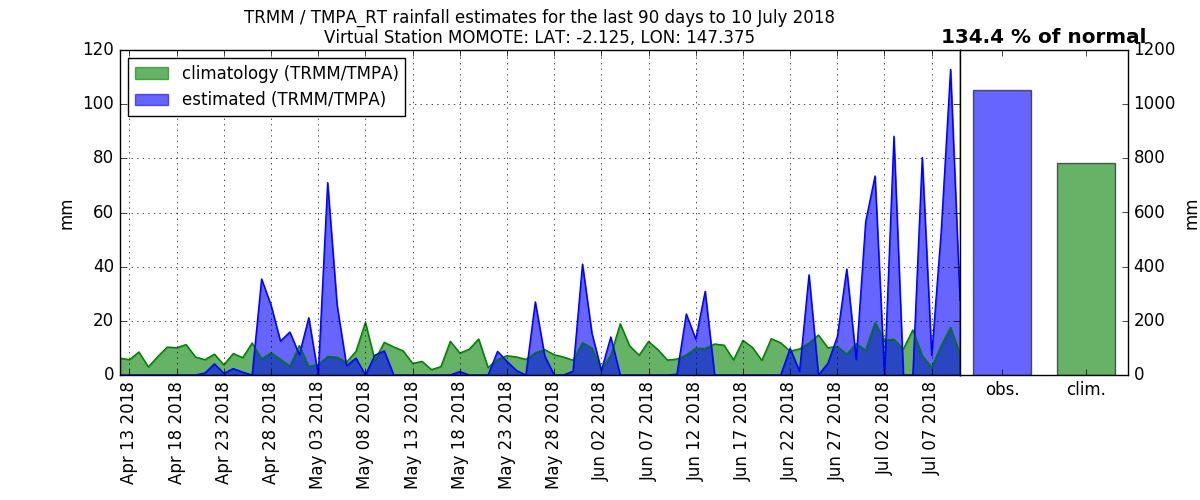 TRMM / TMPA_RT rainfall estimates for the last 90 days to 10 July 2018
Virtual Station MOMOTE: LAT: -2.125, LON: 147.375
134.4 % of normal
climatology (TRMM/TMPA)
estimated (TRMM/TMPA)
mm
120
100
80
60
40
20
0
Apr 13 2018
Apr 18 2018
Apr 23 2018
Apr 28 2018
May 03 2018
May 08 2018
May 13 2018
May 18 2018
May 23 2018
May 28 2018
Jun 02 2018
Jun 07 2018
Jun 12 2018
Jun 17 2018
Jun 22 2018
Jun 27 2018
Jul 02 2018
Jul 07 2018
obs.
clim.
1200
1000
800
600
400
200
0
mm